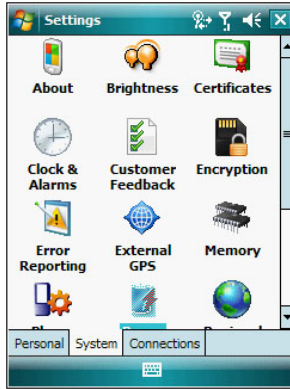 Settings
About
Brightness
Certificates
Clock &
Alarms
Customer
Feedback
Encryption
Error
Reporting
External
GPS
Memory
Personal
System
Connections